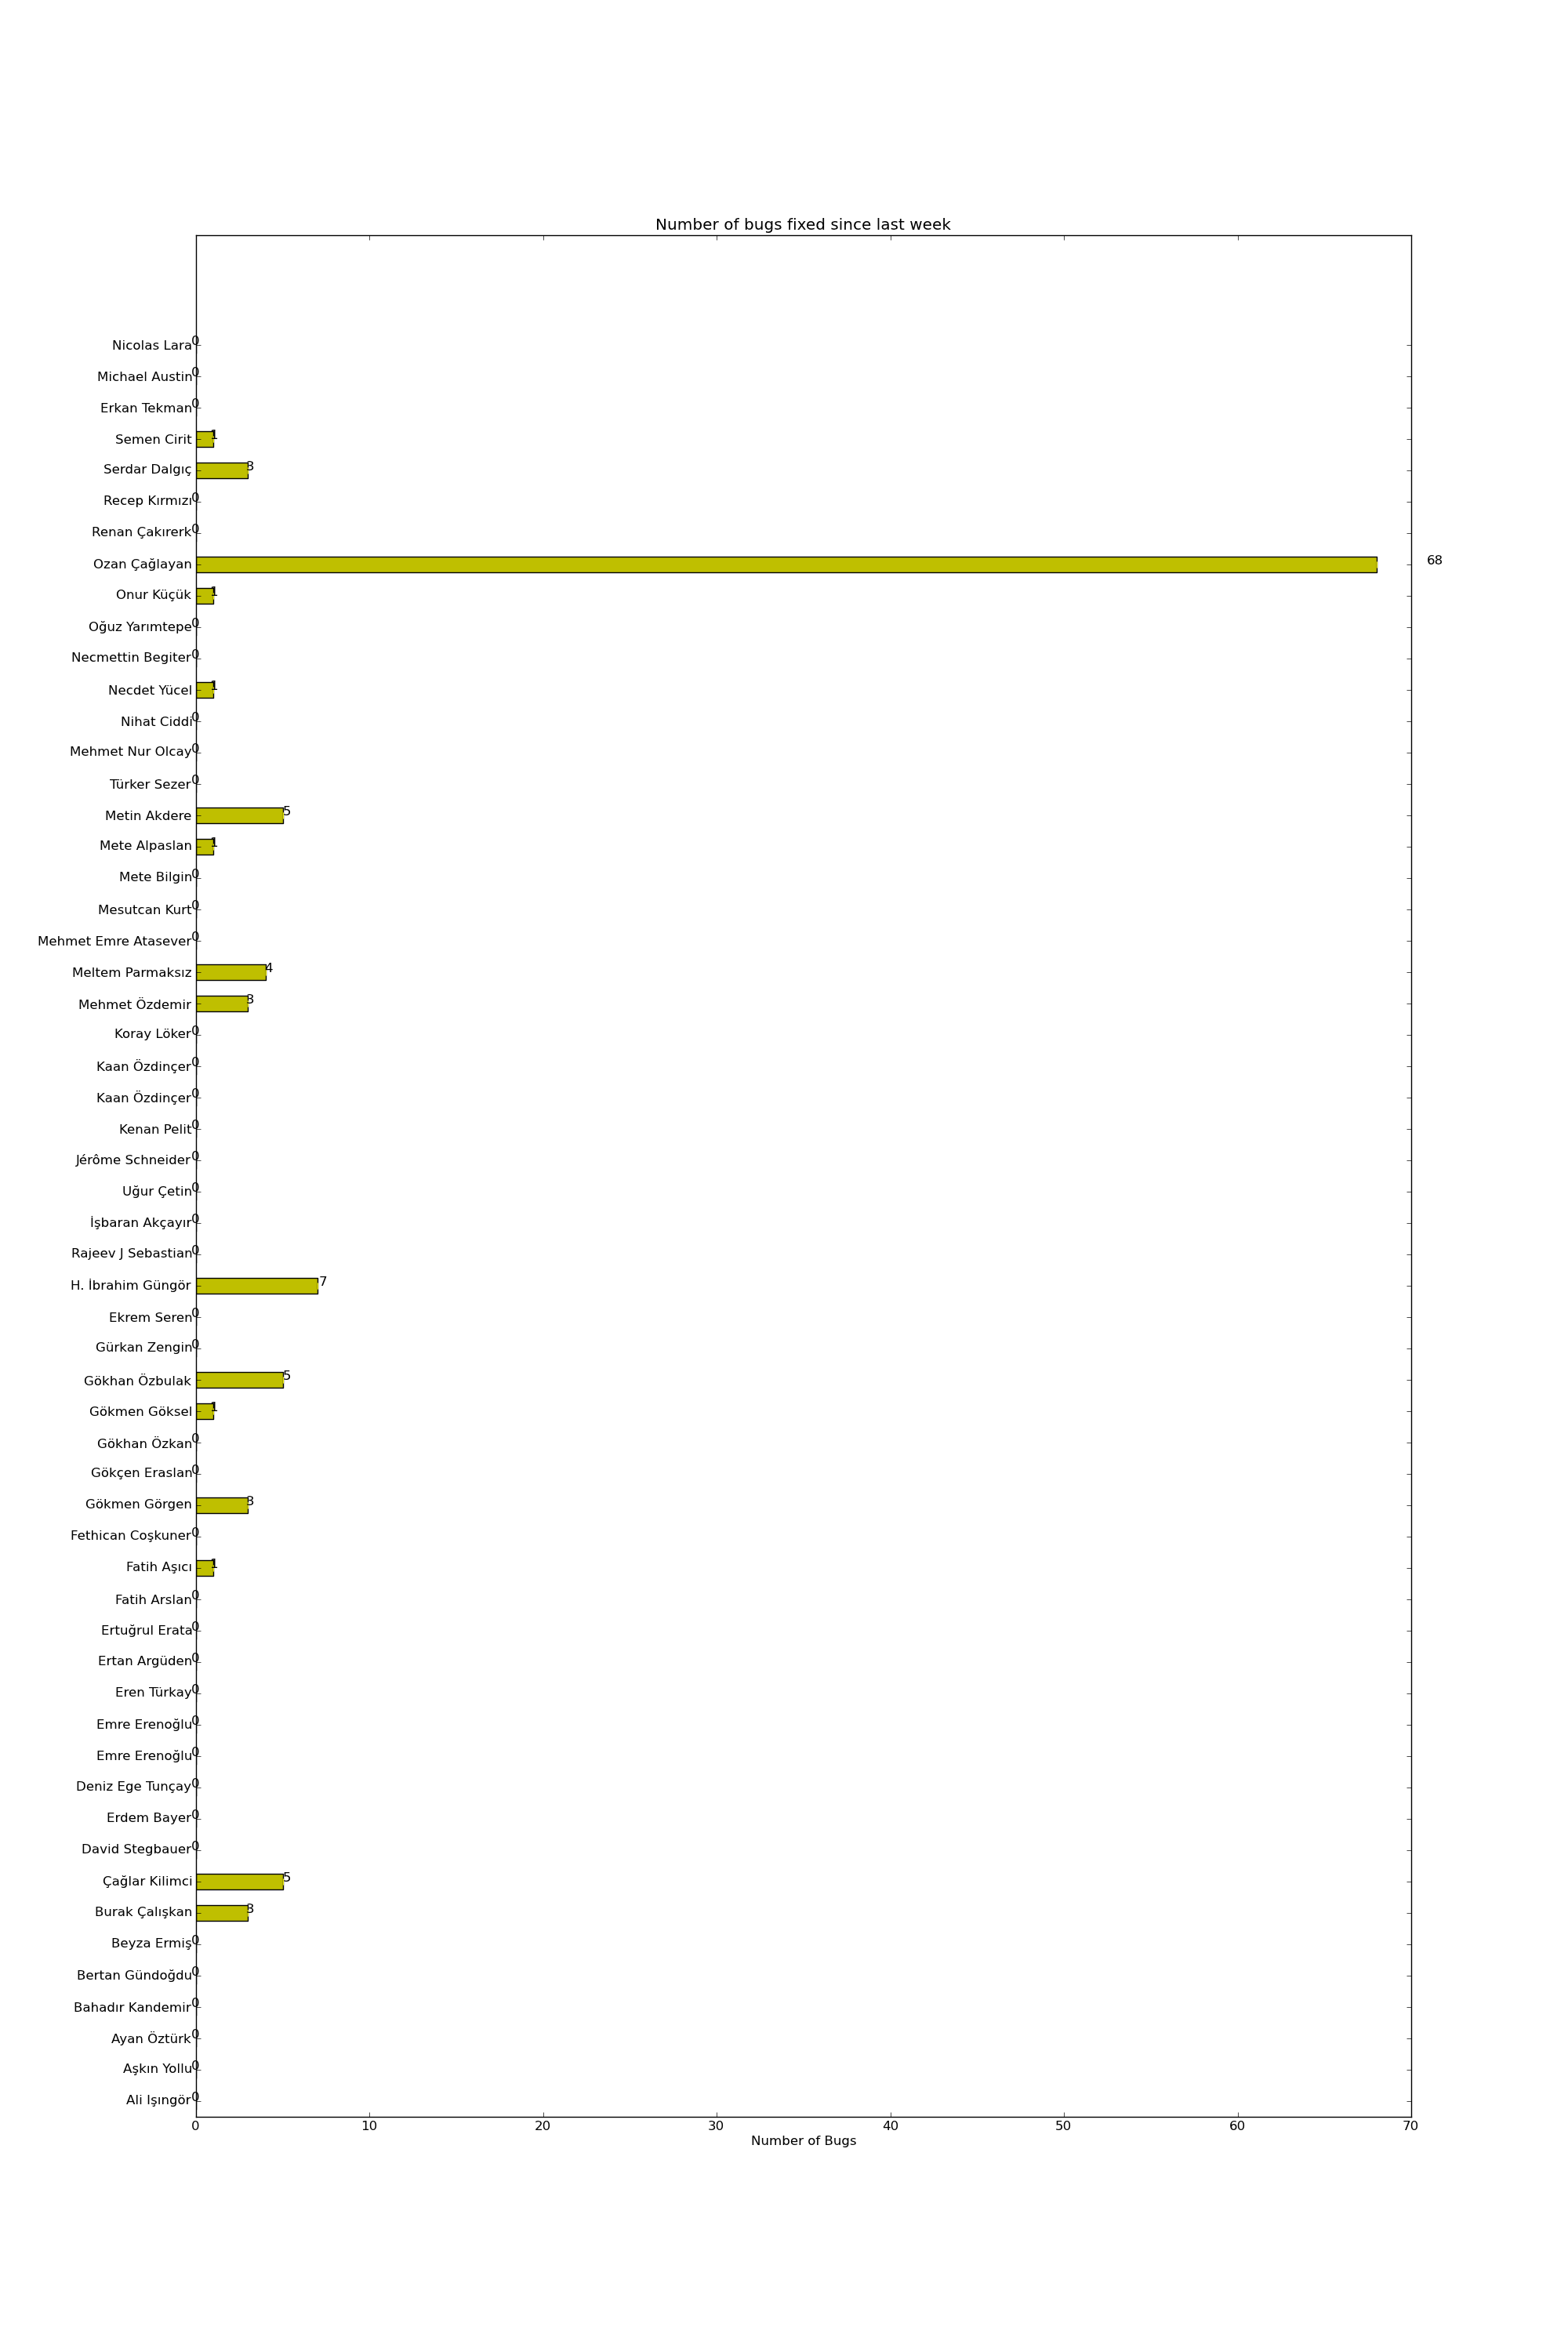 Number of bugs fixed since last week
Nicolas Lara 0
Michael Austin 0
Erkan Tekman 0
Semen Cirit 1
Serdar Dalgıç 3
Recep Kırmızı 0
Renan Çakırerk 0
Ozan Çağlayan 68
Onur Küçük 1
Oğuz Yarımtepe 0
Necmettin Begiter 0
Necdet Yücel 1
Nihat Ciddi 0
Mehmet Nur Olcay 0
Türker Sezer 0
Metin Akdere 5
Mete Alpaslan 1
Mete Bilgin 0
Mesutcan Kurt 0
Mehmet Emre Atasever 0
Meltem Parmaksız 4
Mehmet Özdemir 3
Koray Löker 0
Kaan Özdinçer 0
Kaan Özdinçer 0
Kenan Pelit 0
Jérôme Schneider 0
Uğur Çetin 0
İşbaran Akçayır 0
Rajeev J Sebastian 0
H. İbrahim Güngör 7
Ekrem Seren 0
Gürkan Zengin 0
Gökhan Özbulak 5
Gökmen Göksel 1
Gökhan Özkan 0
Gökçen Eraslan 0
Gökmen Görgen 3
Fethican Coşkuner 0
Fatih Aşıcı 1
Fatih Arslan 0
Ertuğrul Erata 0
Ertan Argüden 0
Eren Türkay 0
Emre Erenoğlu 0
Emre Erenoğlu 0
Deniz Ege Tunçay 0
Erdem Bayer 0
David Stegbauer 0
Çağlar Kilimci 5
Burak Çalışkan 3
Beyza Ermiş 0
Bertan Gündoğdu 0
Bahadır Kandemir 0
Ayan Öztürk 0
Aşkın Yollu 0
Ali Işıngör 0
0 10 20 30 40 50 60 70
Number of Bugs